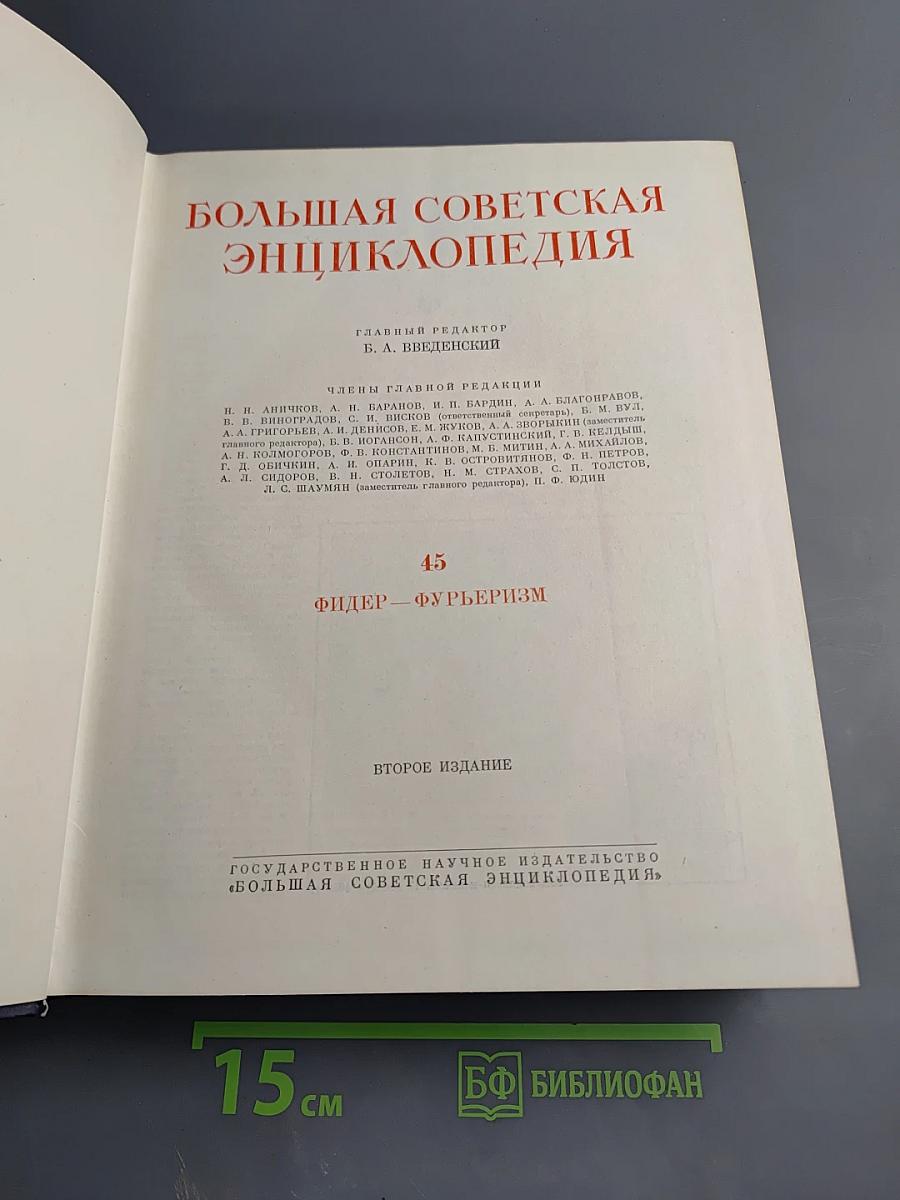 БОЛЬШАЯ СОВЕТСКАЯ
ЭНЦИКЛОПЕДИЯ
ГЛАВНЫЙ РЕДАКТОР
Б. А. ВВЕДЕНСКИЙ
ЧЛЕНЫ ГЛАВНОЙ РЕДАКЦИИ
Н. Н. АНИЧКОВ, А. Н. БАРАНОВ, И. П. БАРДИН, А. А. БЛАГОНРАВОВ,
В. В. ВИНОГРАДОВ, С. И. ВИСКОВ (ответственный секретарь), Б. М. ВУЛ,
А. А. ГРИГОРЬЕВ, А. И. ДЕНИСОВ, Е. М. ЖУКОВ, А. А. ЗВОРЫКИН (заместитель
главного редактора), Б. В. ИОГАНСОН, А. Ф. КАПУСТИНСКИЙ, Г. В. КЕЛДЫШ,
А. Н. КОЛМОГОРОВ, Ф. В. КОНСТАНТИНОВ, М. Б. МИТИН, А. А. МИХАЙЛОВ,
Г. Д. ОБИЧКИН, А. И. ОПАРИН, К. В. ОСТРОВИТЯНОВ, Ф. Н. ПЕТРОВ,
А. Л. СИДОРОВ, В. Н. СТОЛЕТОВ, Н. М. СТРАХОВ, С. П. ТОЛСТОВ,
Л. С. ШАУМЯН (заместитель главного редактора), П. Ф. ЮДИН
45
ФИДЕР — ФУРЬЕРИЗМ
ВТОРОЕ ИЗДАНИЕ
ГОСУДАРСТВЕННОЕ НАУЧНОЕ ИЗДАТЕЛЬСТВО
«БОЛЬШАЯ СОВЕТСКАЯ ЭНЦИКЛОПЕДИЯ»
15 см
БФ БИБЛИОФАН